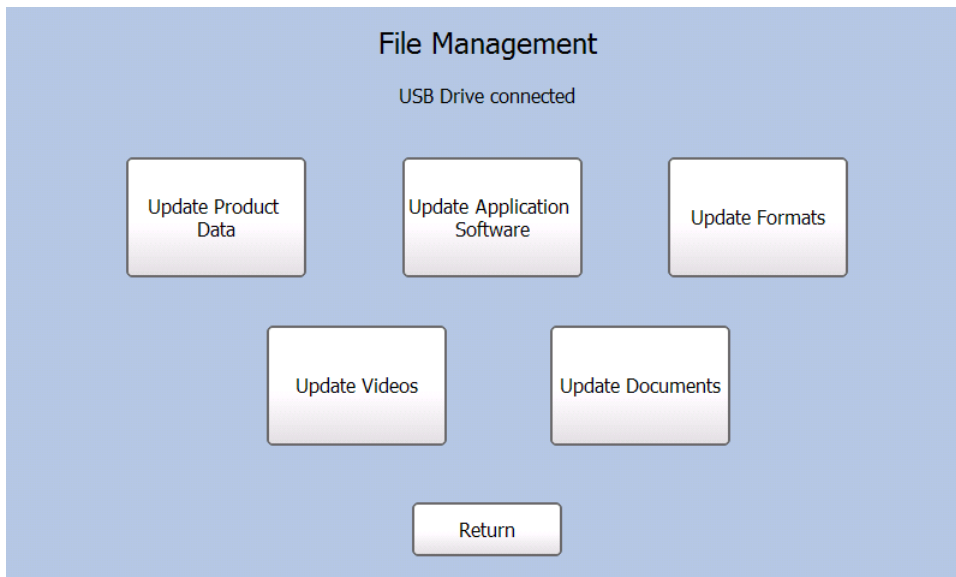 File Management
USB Drive connected
Update Product
Data
Update Application
Software
Update Formats
Update Videos
Update Documents
Return